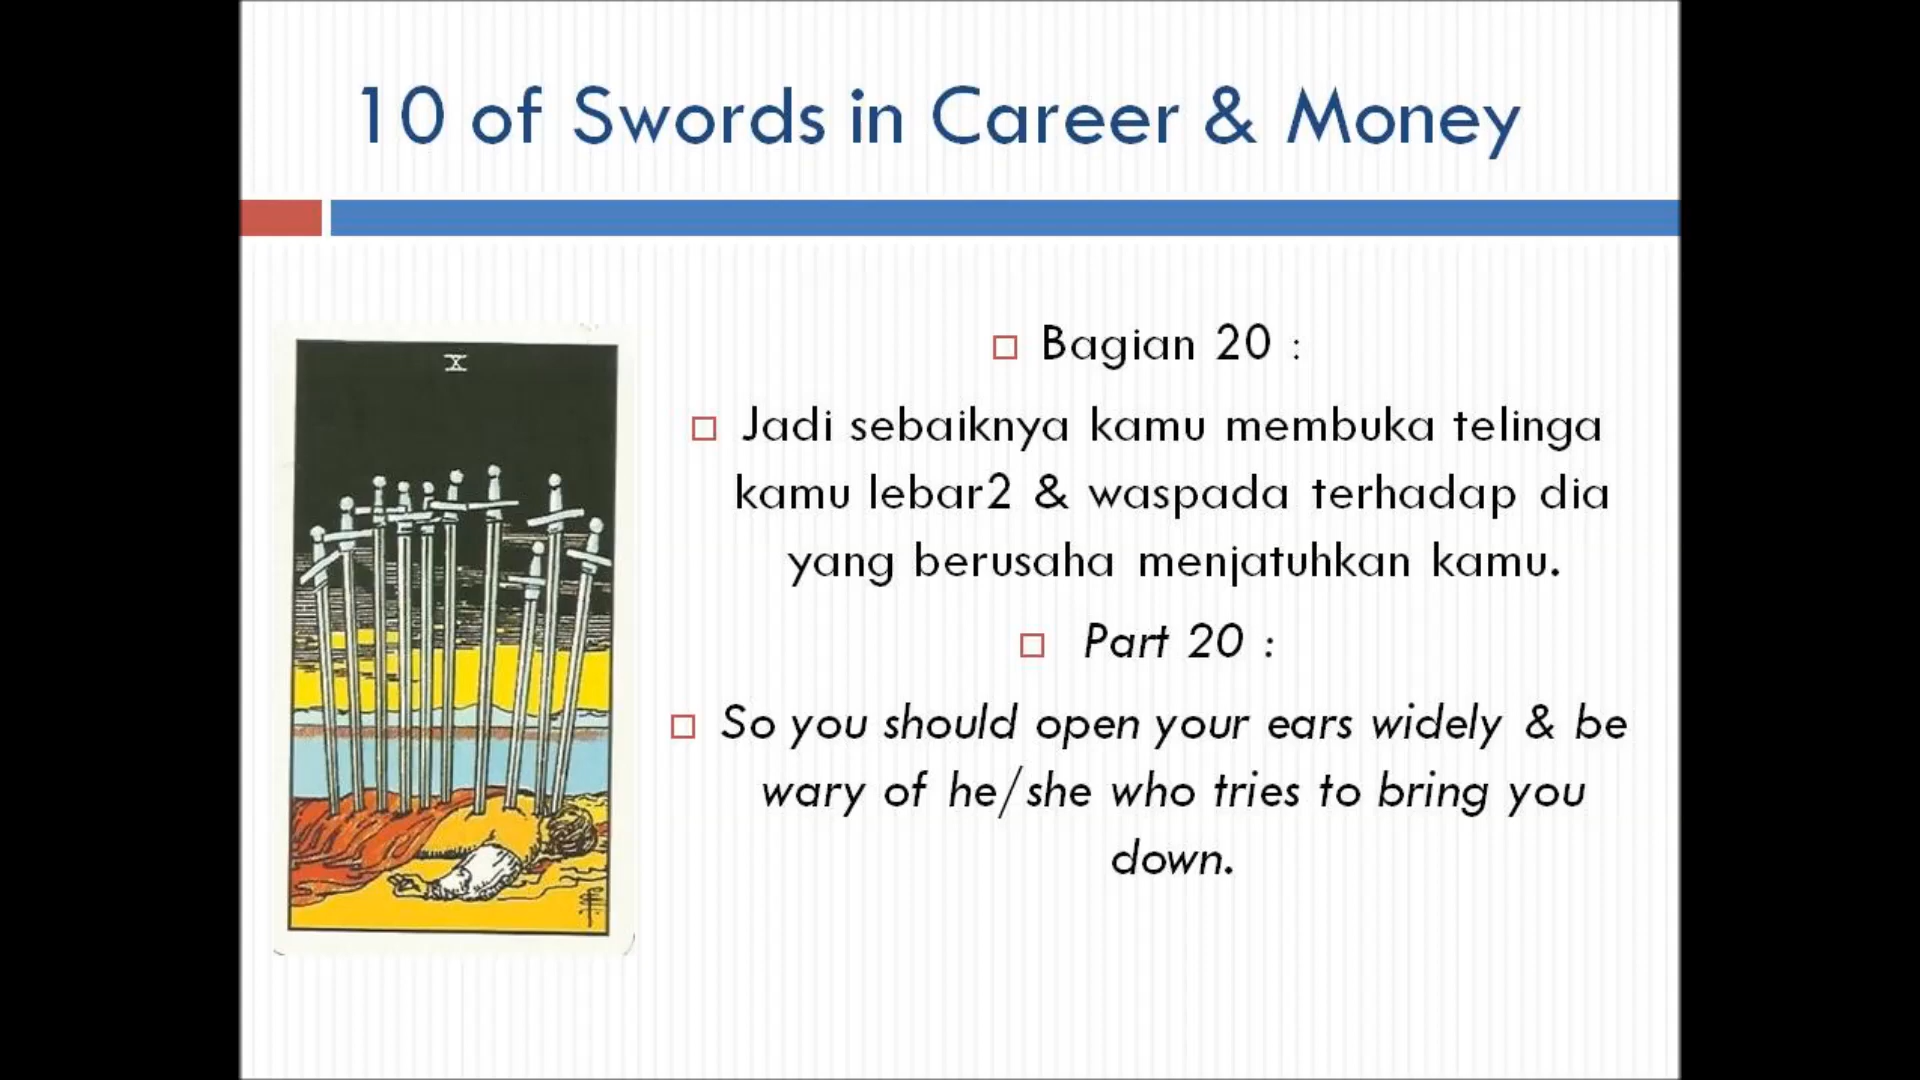 10 of Swords in Career & Money
X
Bagian 20 :
Jadi sebaiknya kamu membuka telinga
kamu lebar2 & waspada terhadap dia
yang berusaha menjatuhkan kamu.
Part 20 :
So you should open your ears widely & be
wary of he/she who tries to bring you
down.